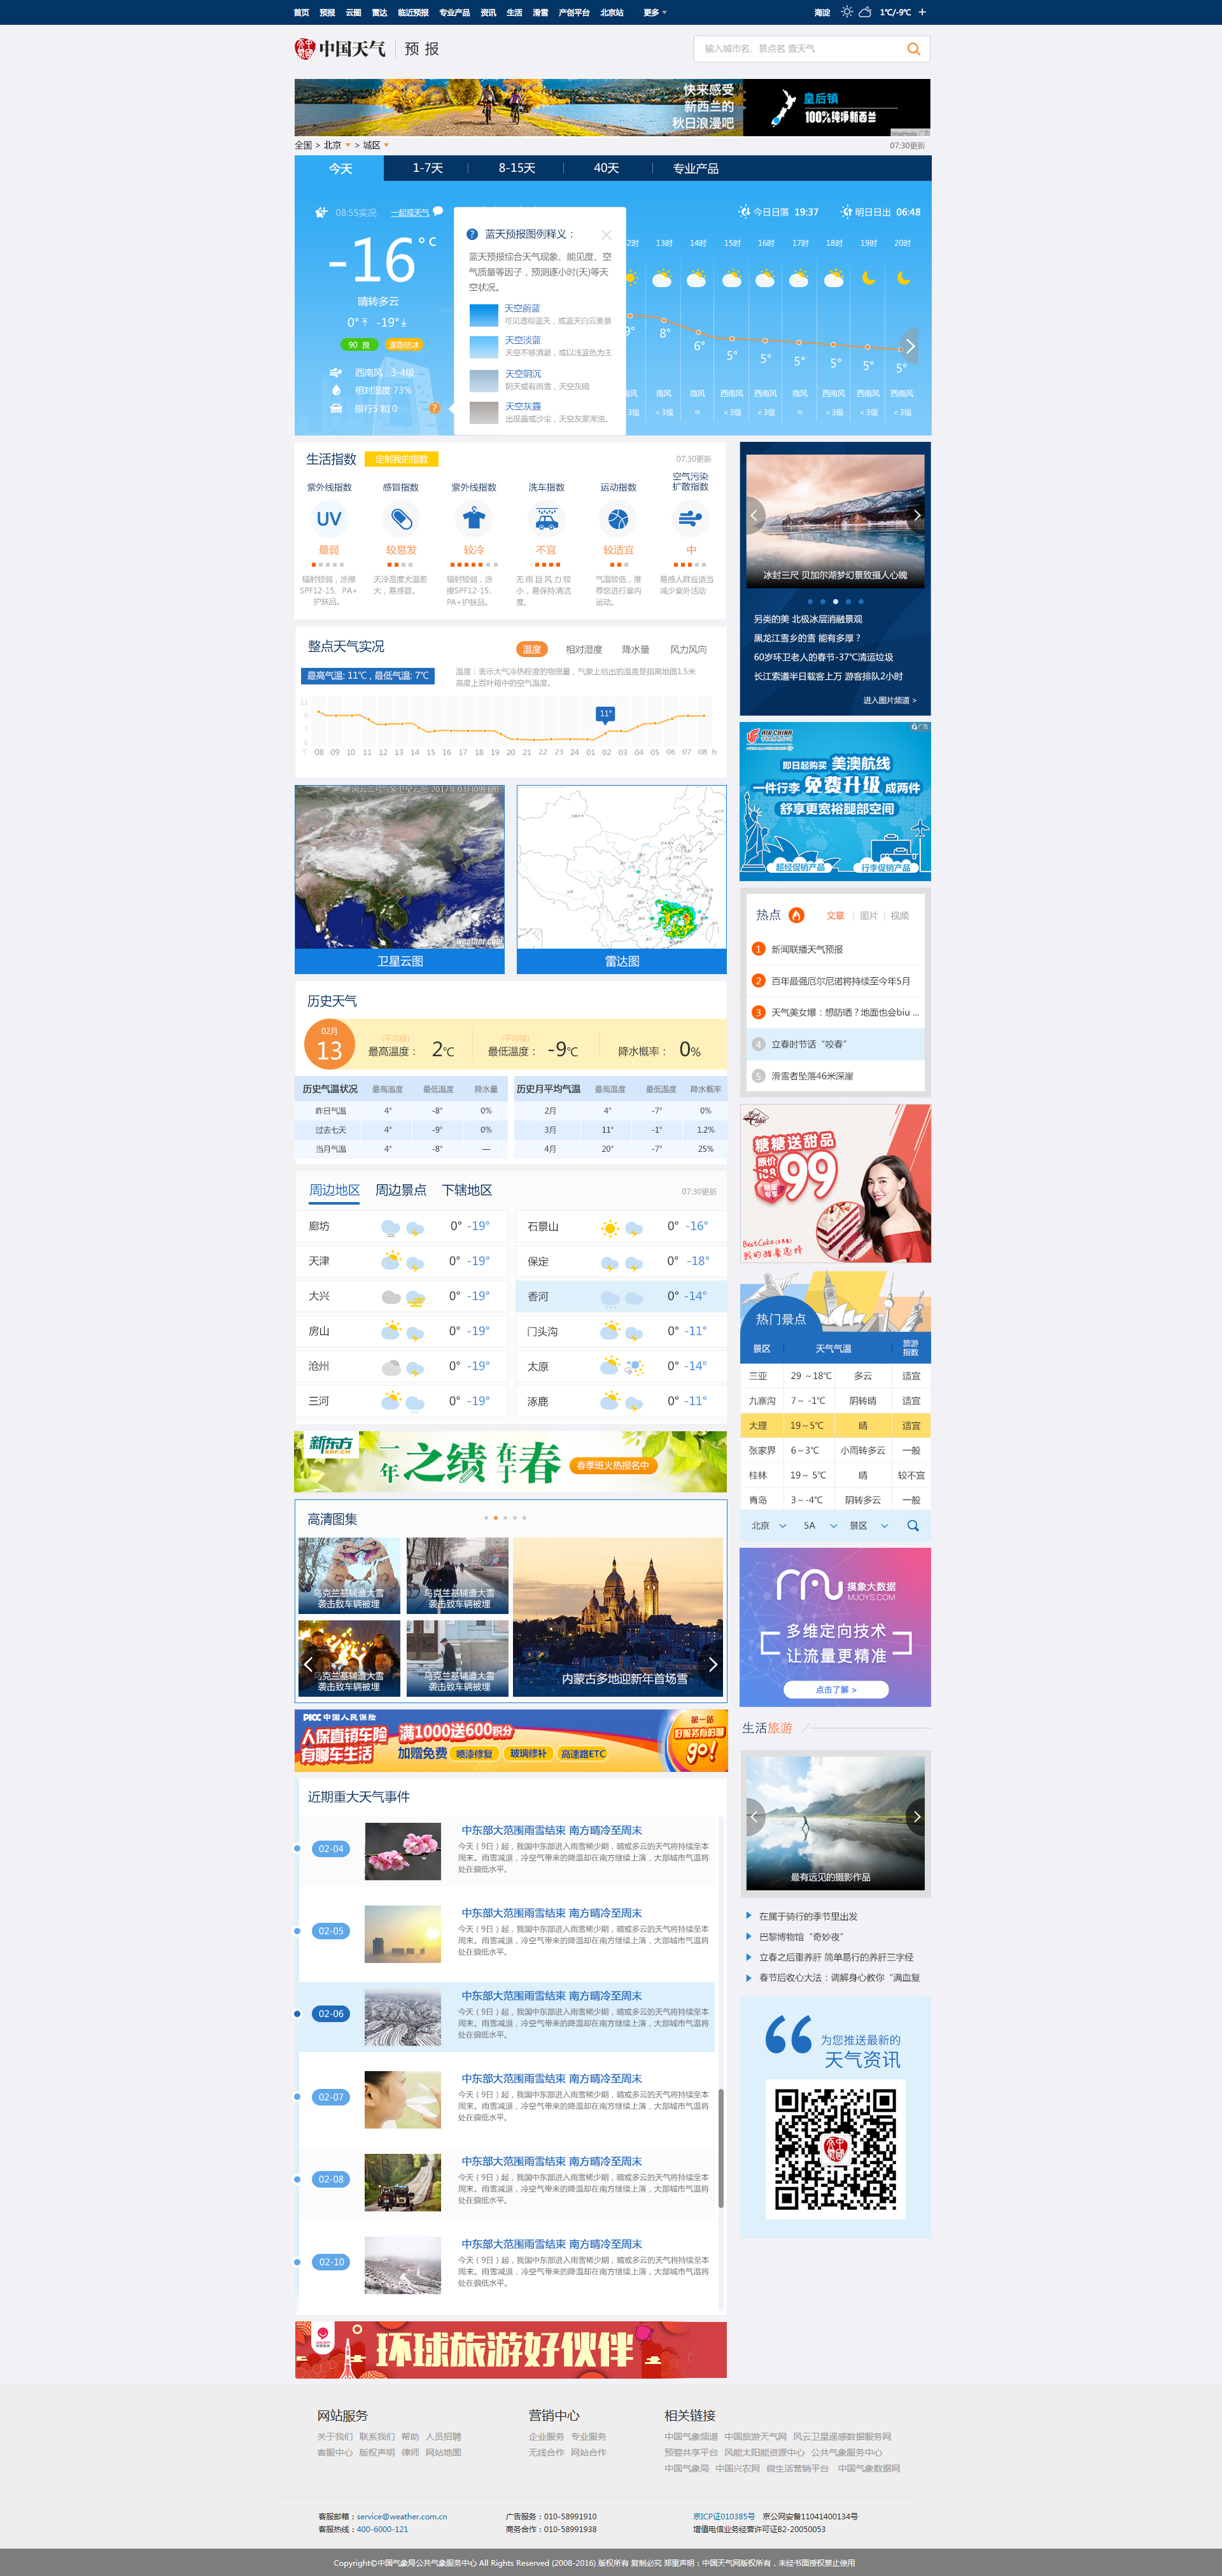 首页 预报 云图 雷达 临近预报 专业产品 资讯 生活 滑雪 产创平台 北京站 更多
海淀 1℃/-9℃ +
中国天气 预报
输入城市名、景点名 查天气
快来感受
新西兰的
秋日浪漫吧
皇后镇
100%纯净新西兰
全国 > 北京 > 城区
07:30更新
今天 1-7天 8-15天 40天 专业产品
08:55实况 一起观天气
今日日落 19:37 明日日出 06:48
-16°C
晴转多云
0° -19°
90 良 道路结冰
西南风 3-4级
相对湿度 73%
限行5 和 0
蓝天预报图例释义:
蓝天预报综合天气现象、能见度、空
气质量等因子,预测逐小时(天)等天
空状况。
天空蔚蓝
可见透彻蓝天,或蓝天白云美景
天空淡蓝
天空不够清澈,或以浅蓝色为主
天空阴沉
阴天或有雨雪,天空灰暗
天空灰霾
出现霾或沙尘,天空灰蒙浑浊。
2时 13时 14时 15时 16时 17时 18时 19时 20时
9° 8° 6° 5° 5° 5° 5° 5° 5°
南风 微风 西南风 西南风 微风 西南风 西南风 西南风
3级 <3级 ≈ <3级 <3级 ≈ <3级 <3级 <3级
生活指数 定制我的指数 07:30更新
紫外线指数 感冒指数 紫外线指数 洗车指数 运动指数 空气污染
扩散指数
UV
最弱 较易发 较冷 不宜 较适宜 中
辐射较弱,涂擦
SPF12-15、PA+
护肤品。
天冷湿度大温差
大,易感冒。
辐射较弱,涂
擦SPF12-15、
PA+护肤品。
无雨且风力较
小,易保持清洁
度。
气温较低,推
荐您进行室内
运动。
易感人群应适当
减少室外活动
整点天气实况
温度 相对湿度 降水量 风力风向
最高气温: 11℃ , 最低气温: 7℃
温度:表示大气冷热程度的物理量,气象上给出的温度是指离地面1.5米
高度上百叶箱中的空气温度。
11
9
7
6
℃
11°
08 09 10 11 12 13 14 15 16 17 18 19 20 21 22 23 24 01 02 03 04 05 06 07 08 h
weather.com
卫星云图 雷达图
历史天气
02月
13
(平均值)
最高温度: 2℃
(平均值)
最低温度: -9℃
降水概率: 0%
历史气温状况 最高温度 最低温度 降水量
昨日气温 4° -8° 0%
过去七天 4° -9° 0%
当月气温 4° -8° —
历史月平均气温 最高温度 最低温度 降水概率
2月 4° -7° 0%
3月 11° -1° 1.2%
4月 20° -7° 25%
周边地区 周边景点 下辖地区 07:30更新
廊坊 0° -19° 石景山 0° -16°
天津 0° -19° 保定 0° -18°
大兴 0° -19° 香河 0° -14°
房山 0° -19° 门头沟 0° -11°
沧州 0° -19° 太原 0° -14°
三河 0° -19° 涿鹿 0° -11°
新东方
XDF.CN
一年之绩在于春
春季班火热报名中
高清图集
乌克兰基辅遭大雪
袭击致车辆被埋
乌克兰基辅遭大雪
袭击致车辆被埋
乌克兰基辅遭大雪
袭击致车辆被埋
乌克兰基辅遭大雪
袭击致车辆被埋
内蒙古多地迎新年首场雪
PICC 中国人民保险
人保直销车险
有聊车生活
满1000送600积分
加赠免费 喷漆修复 玻璃修补 高速路ETC
第一站
go!
近期重大天气事件
02-04
中东部大范围雨雪结束 南方晴冷至周末
今天(9日)起,我国中东部进入雨雪稀少期,晴或多云的天气将持续至本
周末。雨雪减退,冷空气带来的降温却在南方继续上演,大部城市气温将
处在偏低水平。
02-05
中东部大范围雨雪结束 南方晴冷至周末
今天(9日)起,我国中东部进入雨雪稀少期,晴或多云的天气将持续至本
周末。雨雪减退,冷空气带来的降温却在南方继续上演,大部城市气温将
处在偏低水平。
02-06
中东部大范围雨雪结束 南方晴冷至周末
今天(9日)起,我国中东部进入雨雪稀少期,晴或多云的天气将持续至本
周末。雨雪减退,冷空气带来的降温却在南方继续上演,大部城市气温将
处在偏低水平。
02-07
中东部大范围雨雪结束 南方晴冷至周末
今天(9日)起,我国中东部进入雨雪稀少期,晴或多云的天气将持续至本
周末。雨雪减退,冷空气带来的降温却在南方继续上演,大部城市气温将
处在偏低水平。
02-08
中东部大范围雨雪结束 南方晴冷至周末
今天(9日)起,我国中东部进入雨雪稀少期,晴或多云的天气将持续至本
周末。雨雪减退,冷空气带来的降温却在南方继续上演,大部城市气温将
处在偏低水平。
02-10
中东部大范围雨雪结束 南方晴冷至周末
今天(9日)起,我国中东部进入雨雪稀少期,晴或多云的天气将持续至本
周末。雨雪减退,冷空气带来的降温却在南方继续上演,大部城市气温将
处在偏低水平。
环球旅游好伙伴
冰封三尺 贝加尔湖梦幻景致摄人心魄
另类的美 北极冰层消融景观
黑龙江雪乡的雪 能有多厚?
60岁环卫老人的春节-37℃清运垃圾
长江索道半日载客上万 游客排队2小时
进入图片频道 >
AIR CHINA
即日起购买 美澳航线
一件行李 免费升级 成两件
舒享更宽裕腿部空间
超经促销产品 行李促销产品
热点 文章 图片 视频
1 新闻联播天气预报
2 百年最强厄尔尼诺将持续至今年5月
3 天气美女爆:想防晒?地面也会biu ...
4 立春时节话“咬春”
5 滑雪者坠落46米深崖
糖糖送甜品
99
BestCake
我的甜蜜选择
热门景点
景区 天气气温 旅游
指数
三亚 29 ~18℃ 多云 适宜
九寨沟 7 ~ -1℃ 阴转晴 适宜
大理 19~5℃ 晴 适宜
张家界 6~3℃ 小雨转多云 一般
桂林 19~ 5℃ 晴 较不宜
青岛 3 ~ -4℃ 阴转多云 一般
北京 5A 景区
摸象大数据
MJOYS.COM
多维定向技术
让流量更精准
点击了解 >
生活旅游
最有远见的摄影作品
在属于骑行的季节里出发
巴黎博物馆“奇妙夜”
立春之后重养肝 简单易行的养肝三字经
春节后收心大法:调解身心教你“满血复
为您推送最新的
天气资讯
网站服务
关于我们 联系我们 帮助 人员招聘
客服中心 版权声明 律师 网站地图
营销中心
企业服务 专业服务
无线合作 网站合作
相关链接
中国气象频道 中国旅游天气网 风云卫星遥感数据服务网
预警共享平台 风能太阳能资源中心 公共气象服务中心
中国气象局 中国兴农网 微生活营销平台 中国气象数据网
客服邮箱:service@weather.com.cn
客服热线:400-6000-121
广告服务:010-58991910
商务合作:010-58991938
京ICP证010385号 京公网安备11041400134号
增值电信业务经营许可证B2-20050053
Copyright©中国气象局公共气象服务中心 All Rights Reserved (2008-2016) 版权所有 复制必究 郑重声明:中国天气网版权所有,未经书面授权禁止使用